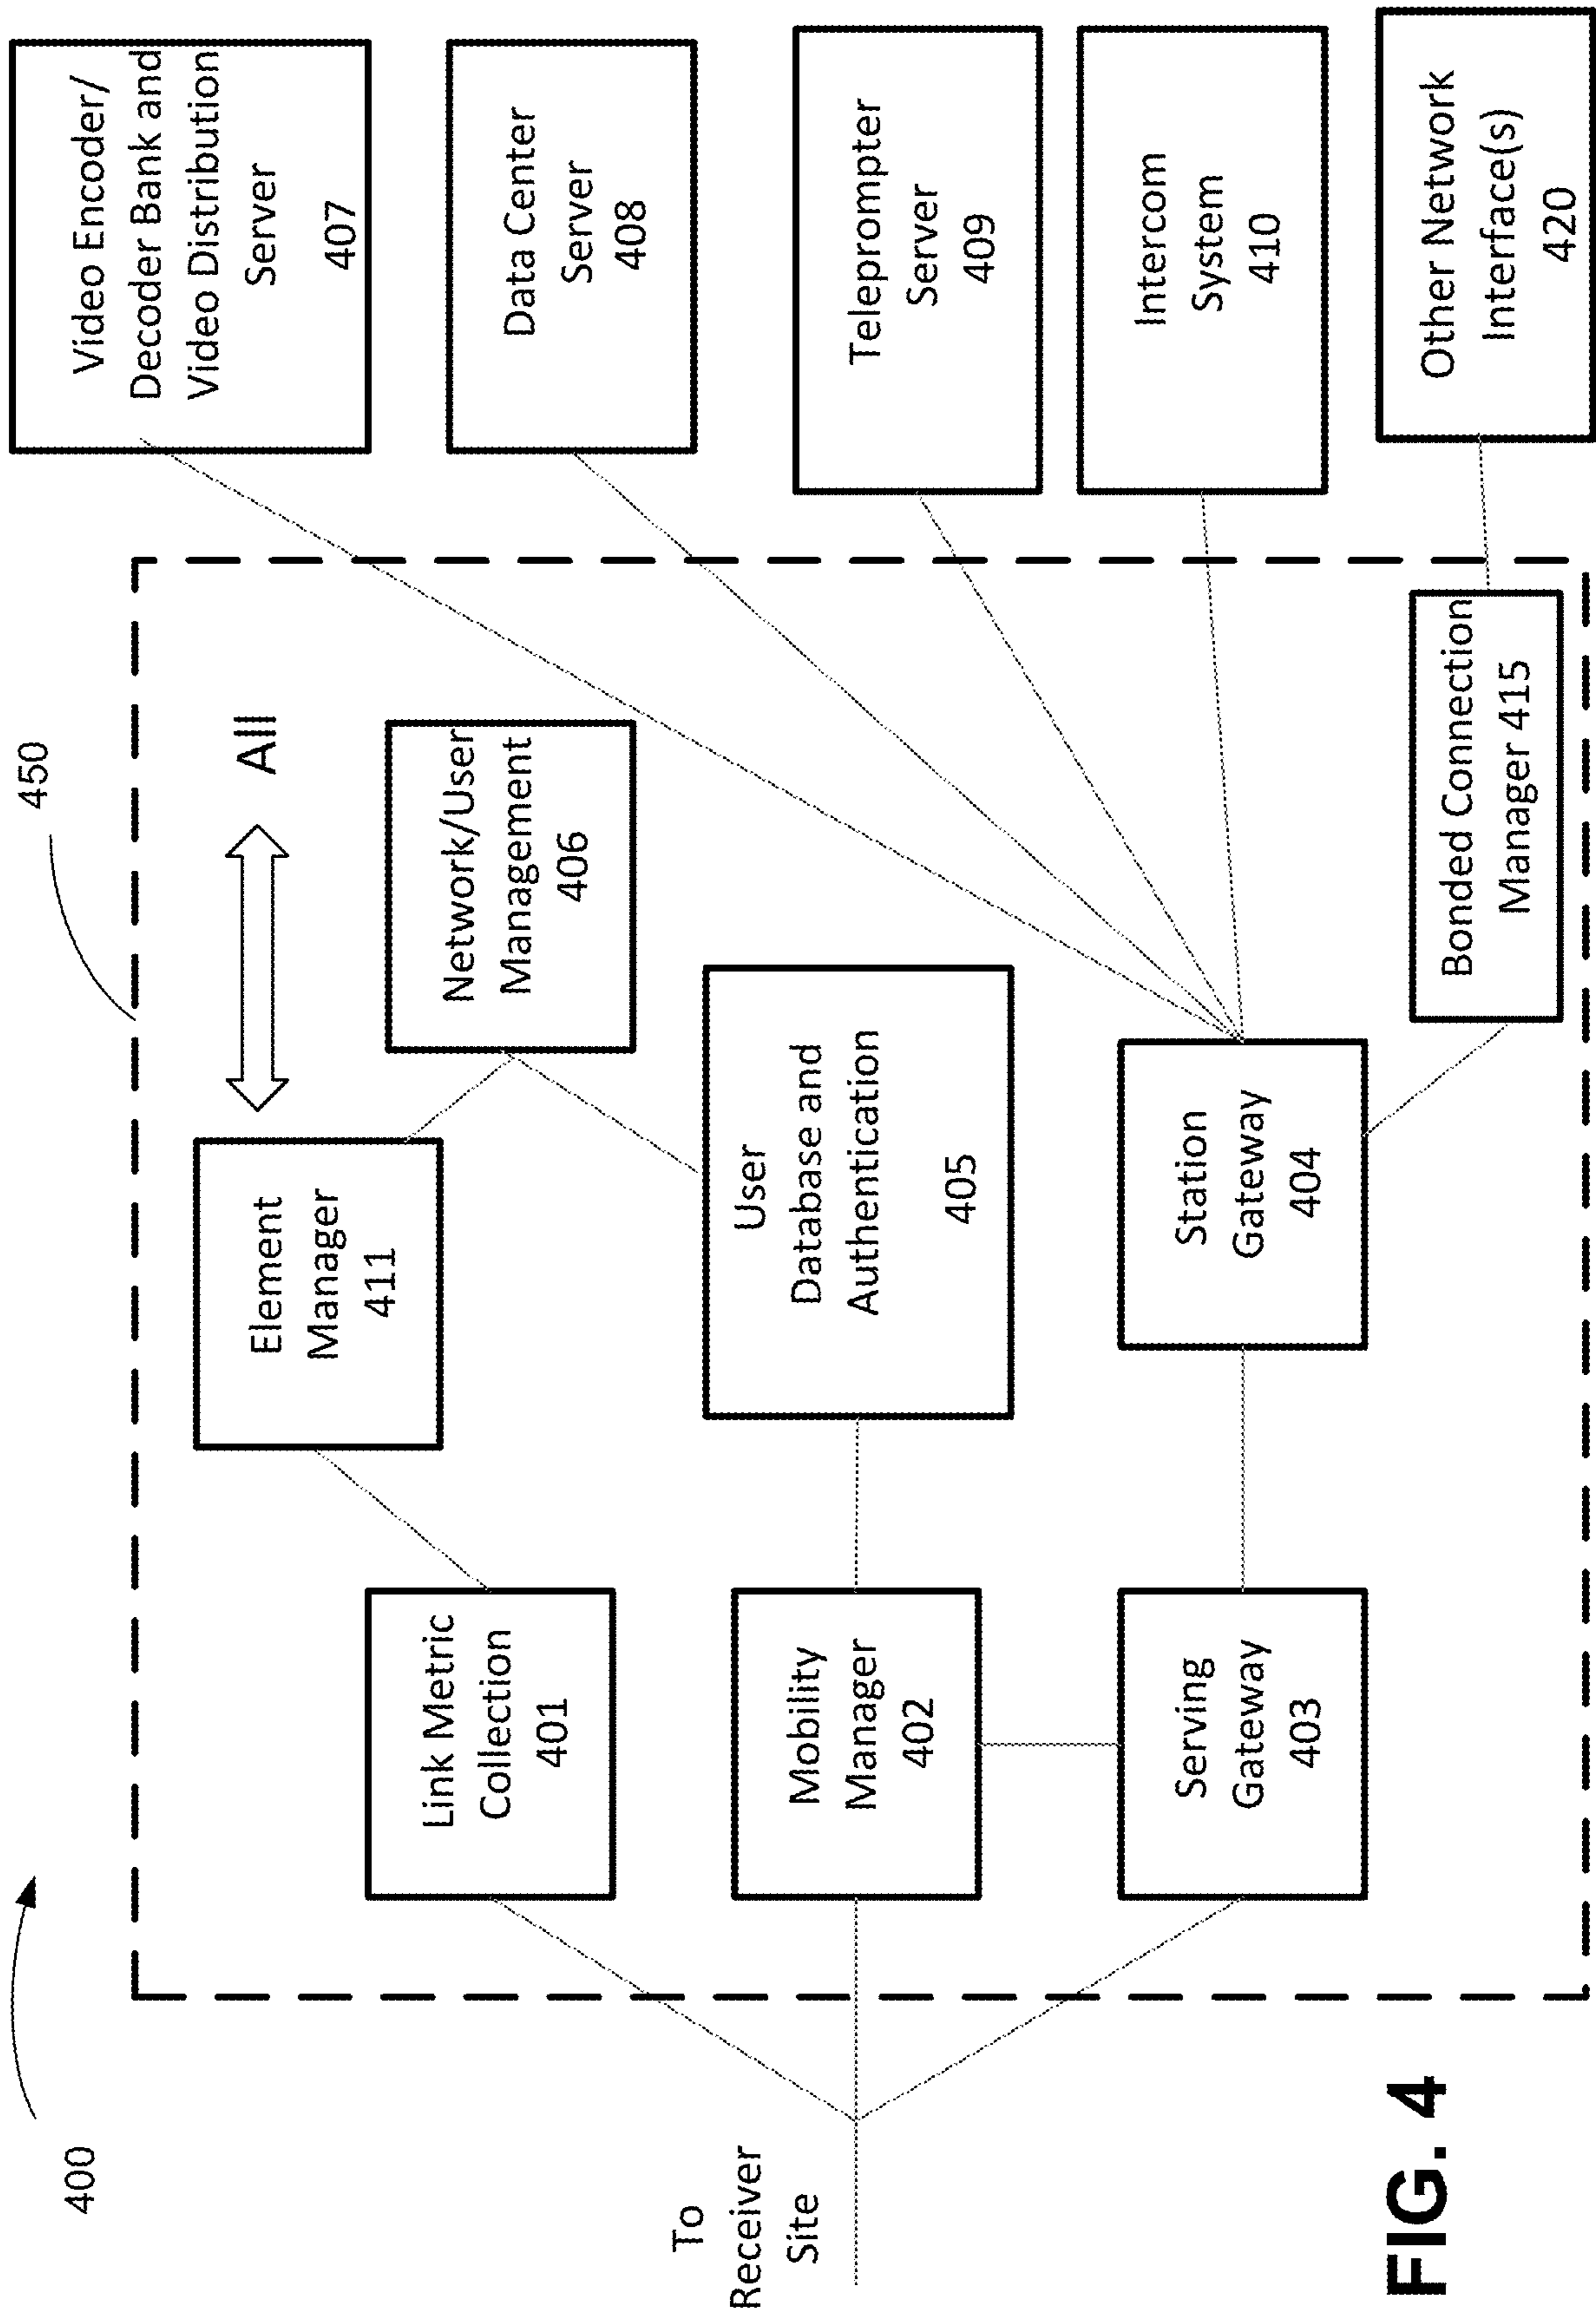 400
450
To
Receiver
Site
Link Metric
Collection
401
Mobility
Manager
402
Serving
Gateway
403
Element
Manager
411
All
Network/User
Management
406
User
Database and
Authentication
405
Station
Gateway
404
Bonded Connection
Manager 415
Video Encoder/
Decoder Bank and
Video Distribution
Server
407
Data Center
Server
408
Teleprompter
Server
409
Intercom
System
410
Other Network
Interface(s)
420
FIG. 4